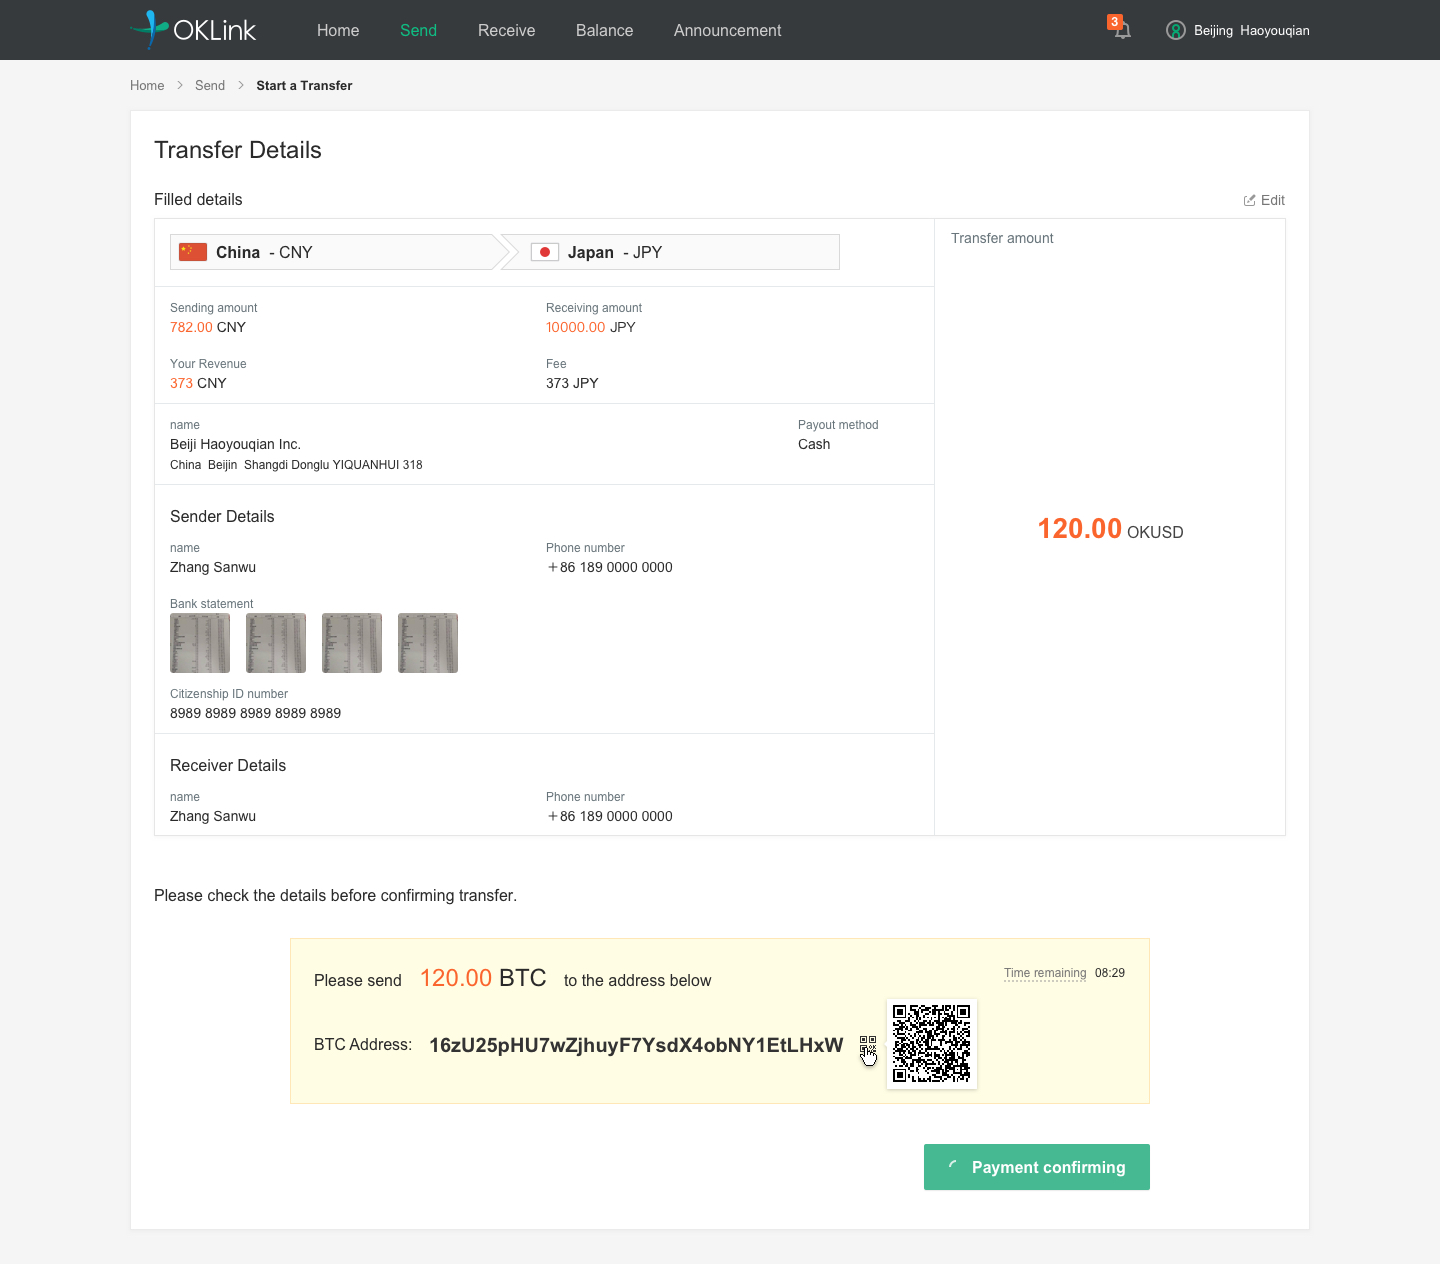 OKLink
Home Send Receive Balance Announcement
3
Beijing Haoyouqian
Home > Send > Start a Transfer
Transfer Details
Filled details
Edit
China - CNY
Japan - JPY
Transfer amount
Sending amount
782.00 CNY
Receiving amount
10000.00 JPY
Your Revenue
373 CNY
Fee
373 JPY
name
Beiji Haoyouqian Inc.
China Beijin Shangdi Donglu YIQUANHUI 318
Payout method
Cash
120.00 OKUSD
Sender Details
name
Zhang Sanwu
Phone number
+86 189 0000 0000
Bank statement
Citizenship ID number
8989 8989 8989 8989 8989
Receiver Details
name
Zhang Sanwu
Phone number
+86 189 0000 0000
Please check the details before confirming transfer.
Please send 120.00 BTC to the address below
Time remaining 08:29
BTC Address: 16zU25pHU7wZjhuyF7YsdX4obNY1EtLHxW
Payment confirming